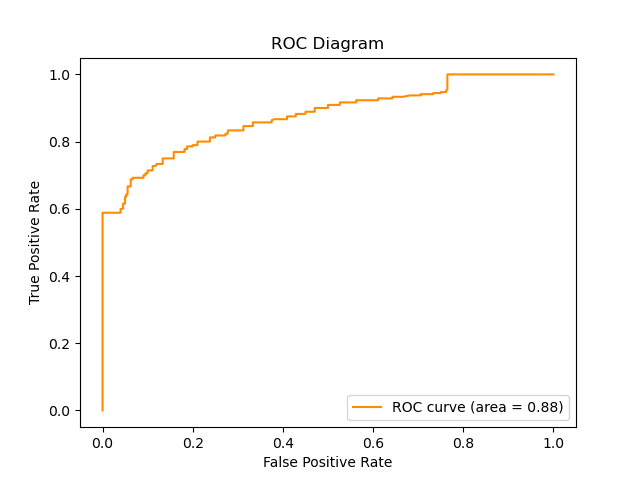 ROC Diagram
1.0
0.8
0.6
0.4
0.2
0.0
True Positive Rate
ROC curve (area = 0.88)
0.0 0.2 0.4 0.6 0.8 1.0
False Positive Rate